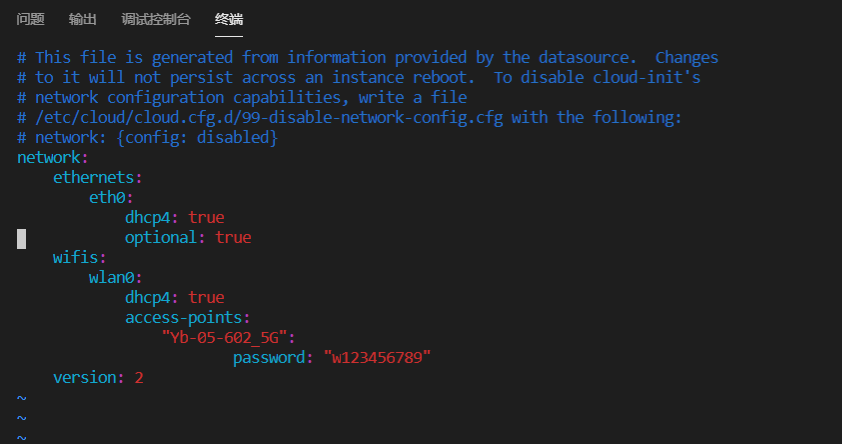 问题 输出 调试控制台 终端
# This file is generated from information provided by the datasource.  Changes
# to it will not persist across an instance reboot.  To disable cloud-init's
# network configuration capabilities, write a file
# /etc/cloud/cloud.cfg.d/99-disable-network-config.cfg with the following:
# network: {config: disabled}
network:
    ethernets:
        eth0:
            dhcp4: true
            optional: true
    wifis:
        wlan0:
            dhcp4: true
            access-points:
                "Yb-05-602_5G":
                        password: "w123456789"
    version: 2
~
~
~